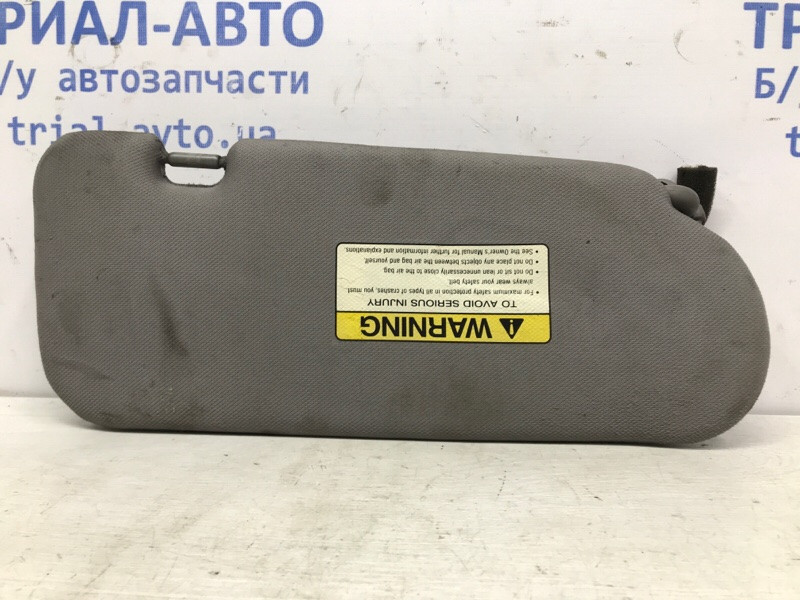 ТРИАЛ-АВТО
Б/у автозапчасти
trial-avto.ua
ТР
Б/
tri
WARNING
TO AVOID SERIOUS INJURY
• For maximum safety protection in all types of crashes, you must
always wear your safety belt.
• Do not sit or lean unnecessarily close to the air bag.
• Do not place any objects between the air bag and yourself.
• See the Owner's Manual for further information and explanations.